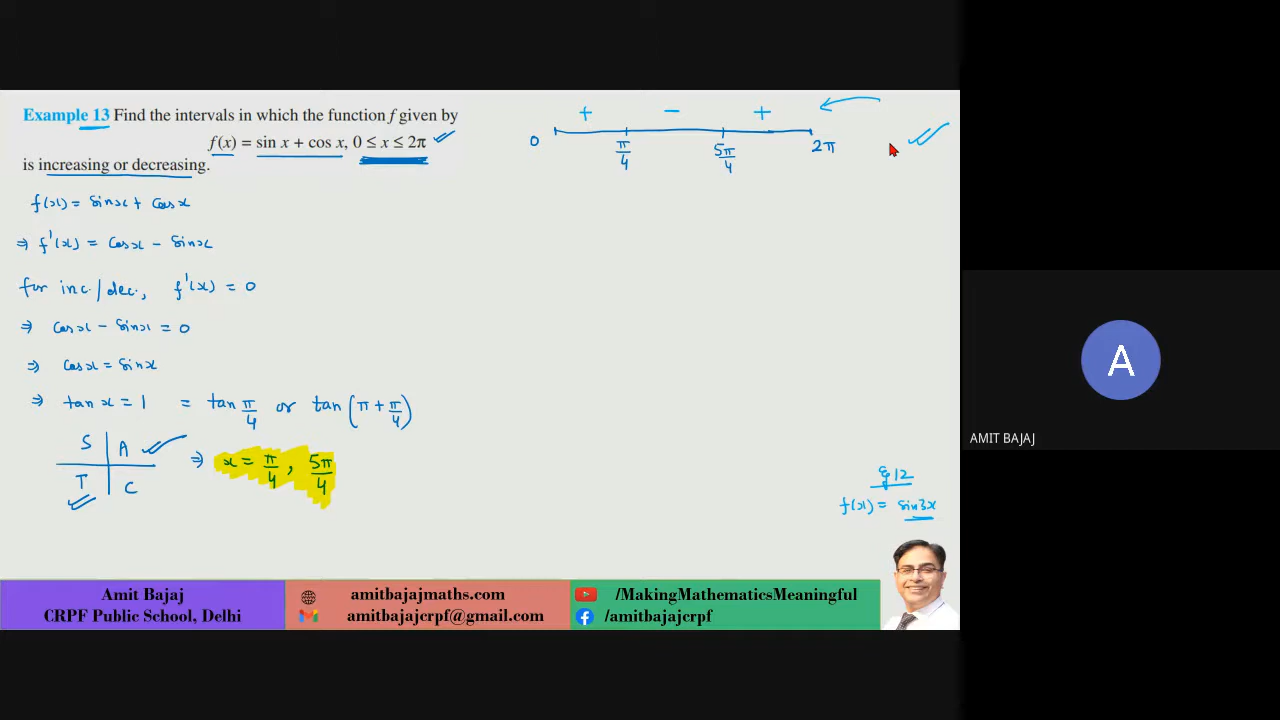 Example 13 Find the intervals in which the function f given by
f(x) = sin x + cos x, 0 ≤ x ≤ 2π
is increasing or decreasing.
+ − +
0 π/4 5π/4 2π
f(x) = sinx + cosx
⇒ f'(x) = cosx − sinx
for inc./dec., f'(x) = 0
⇒ cosx − sinx = 0
⇒ cosx = sinx
⇒ tan x = 1 = tan π/4 or tan (π + π/4)
S A
T C
⇒ x = π/4, 5π/4
eg 12
f(x) = sin3x
A
AMIT BAJAJ
Amit Bajaj
CRPF Public School, Delhi
amitbajajmaths.com
amitbajajcrpf@gmail.com
/MakingMathematicsMeaningful
/amitbajajcrpf